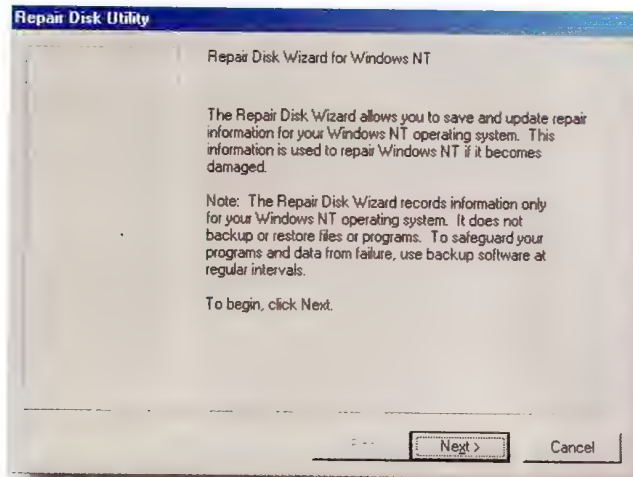 Repair Disk Utility
Repair Disk Wizard for Windows NT
The Repair Disk Wizard allows you to save and update repair
information for your Windows NT operating system. This
information is used to repair Windows NT if it becomes
damaged.
Note: The Repair Disk Wizard records information only
for your Windows NT operating system. It does not
backup or restore files or programs. To safeguard your
programs and data from failure, use backup software at
regular intervals.
To begin, click Next.
Next >
Cancel